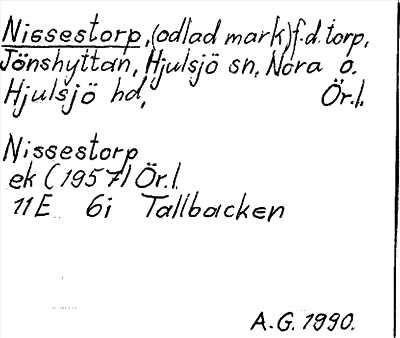 Nissestorp, (odlad mark) f.d. torp,
Jönshyttan, Hjulsjö sn, Nora o.
Hjulsjö hd, Ör.l.
Nissestorp
ek (1957) Ör.l.
11E 6i Tallbacken
A.G. 1990.